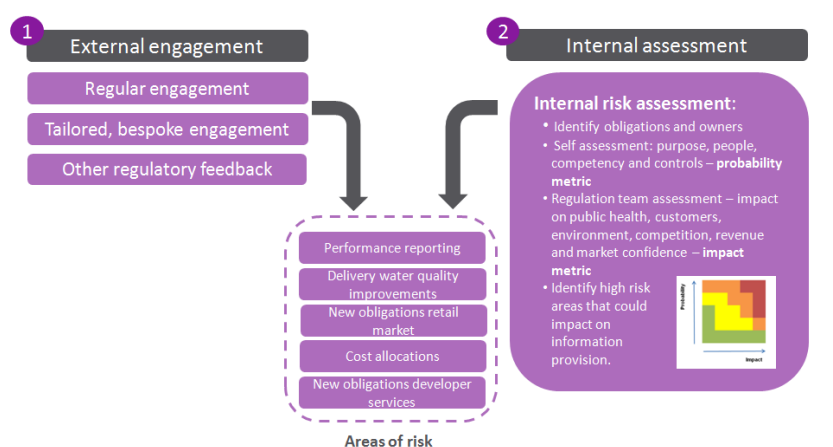 1
External engagement
Regular engagement
Tailored, bespoke engagement
Other regulatory feedback
2
Internal assessment
Internal risk assessment:
• Identify obligations and owners
• Self assessment: purpose, people,
competency and controls – probability
metric
• Regulation team assessment – impact
on public health, customers,
environment, competition, revenue
and market confidence – impact
metric
• Identify high risk
areas that could
impact on
information
provision.
Probability
Impact
Performance reporting
Delivery water quality
improvements
New obligations retail
market
Cost allocations
New obligations developer
services
Areas of risk